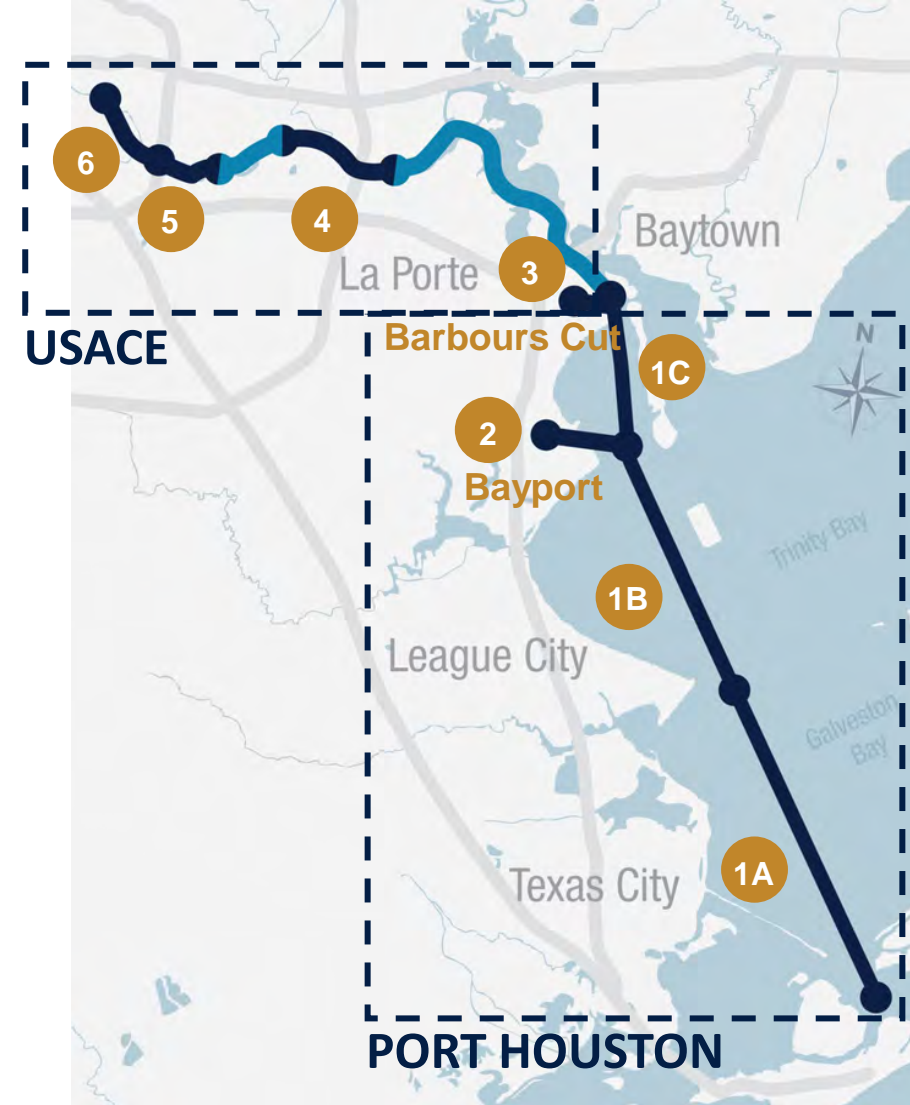 6
5
4
Baytown
La Porte
3
USACE
Barbours Cut
N
1C
2
Bayport
Trinity Bay
1B
League City
Galveston
Bay
1A
Texas City
PORT HOUSTON